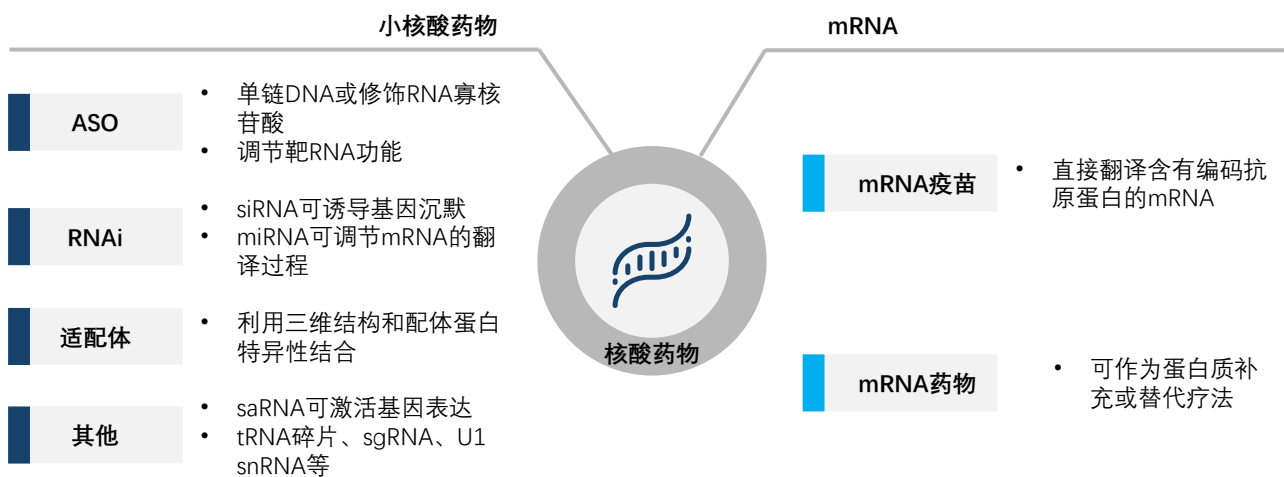 小核酸药物
ASO
• 单链DNA或修饰RNA寡核
苷酸
• 调节靶RNA功能
RNAi
• siRNA可诱导基因沉默
• miRNA可调节mRNA的翻
译过程
适配体
• 利用三维结构和配体蛋白
特异性结合
其他
• saRNA可激活基因表达
• tRNA碎片、sgRNA、U1
snRNA等
核酸药物
mRNA
mRNA疫苗
• 直接翻译含有编码抗
原蛋白的mRNA
mRNA药物
• 可作为蛋白质补
充或替代疗法